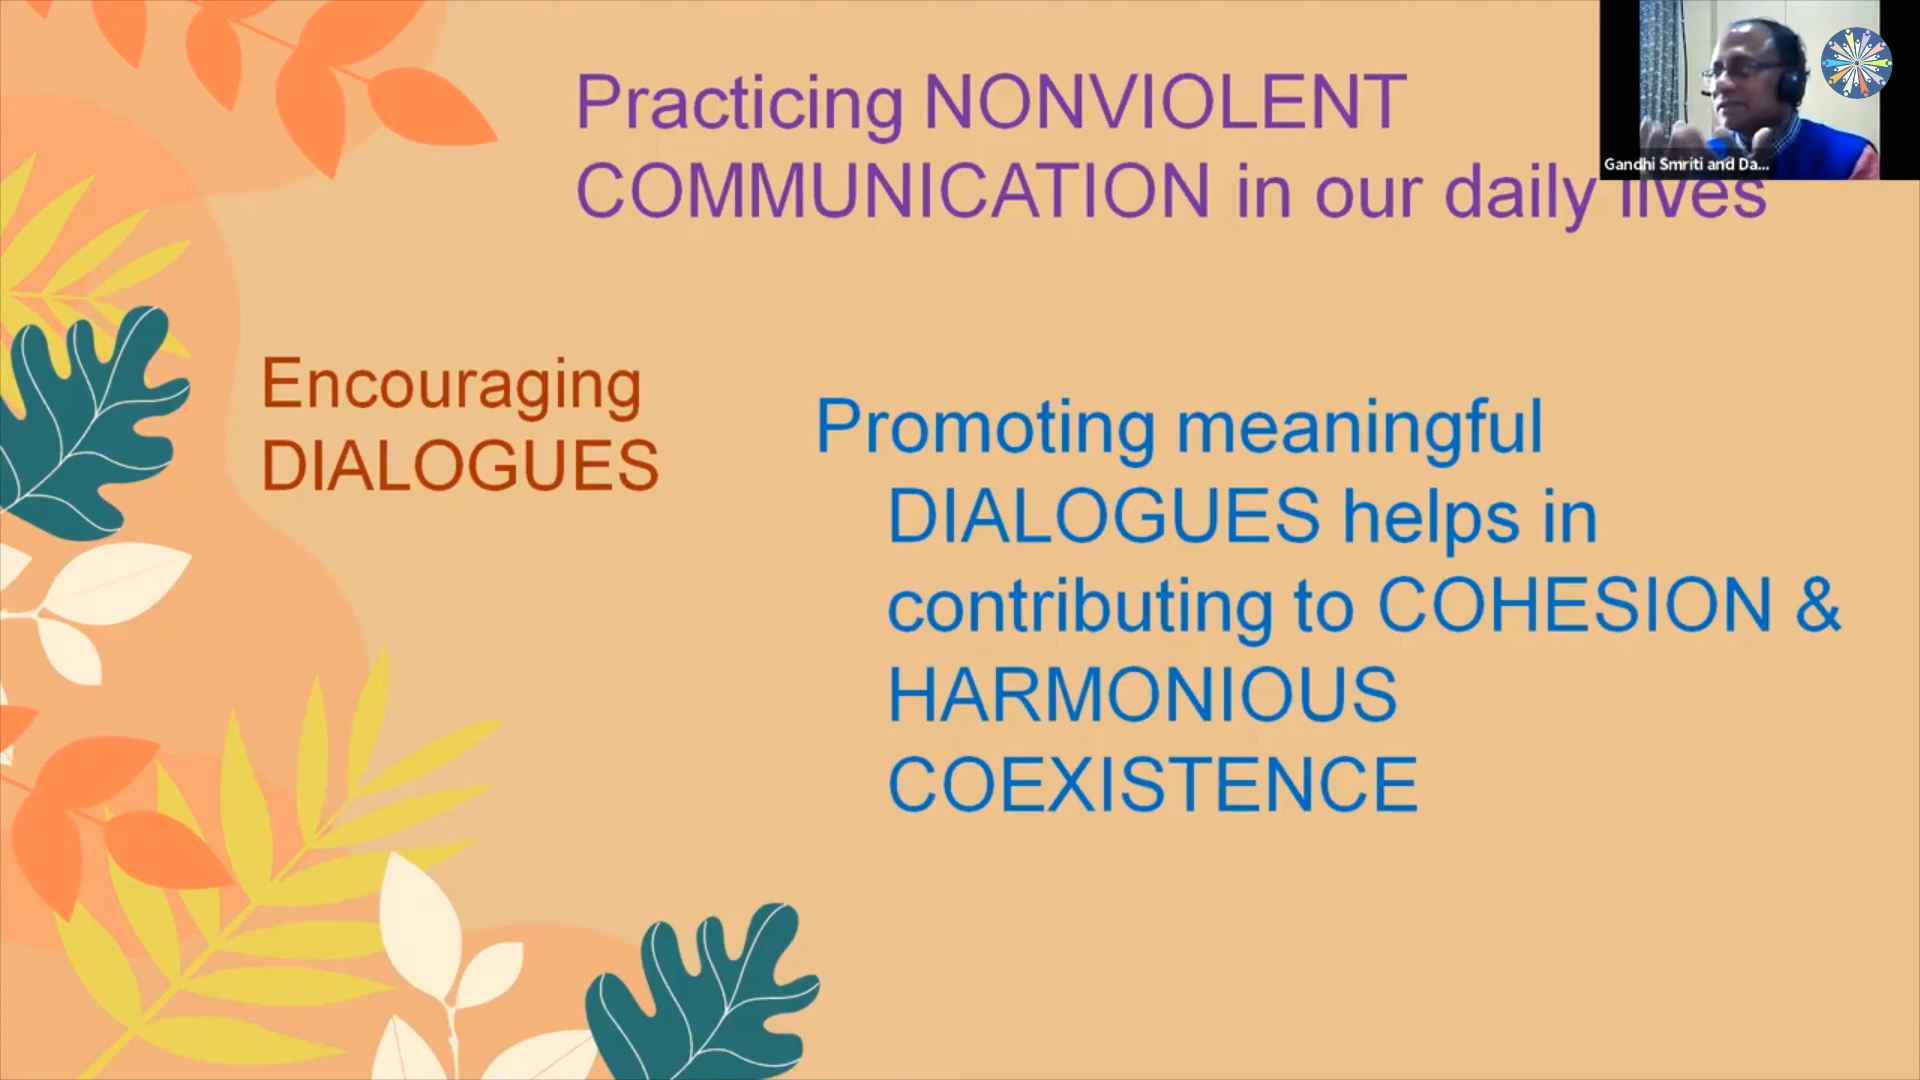 Practicing NONVIOLENT
COMMUNICATION in our daily lives
Gandhi Smriti and Da...
Encouraging
DIALOGUES
Promoting meaningful
DIALOGUES helps in
contributing to COHESION &
HARMONIOUS
COEXISTENCE